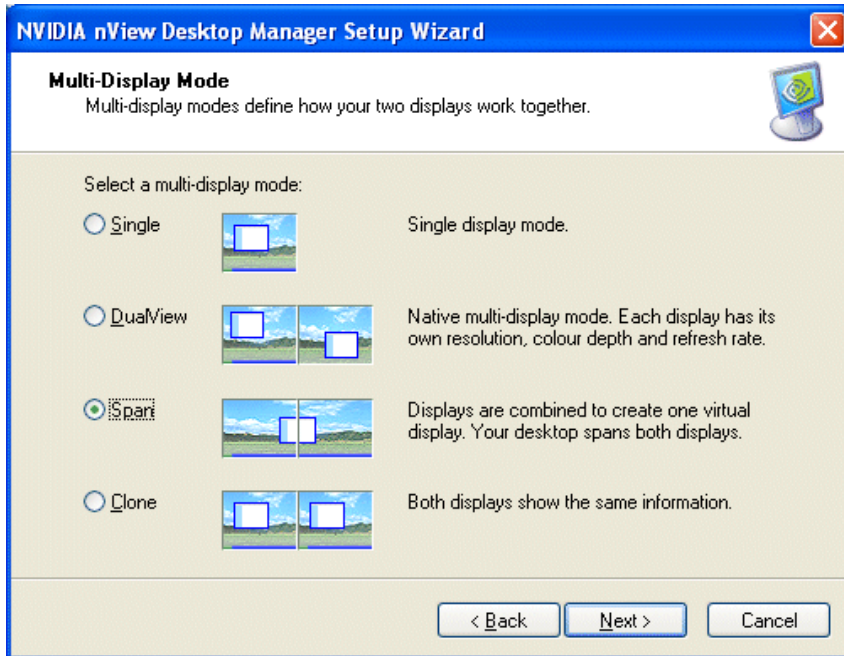 NVIDIA nView Desktop Manager Setup Wizard
Multi-Display Mode
Multi-display modes define how your two displays work together.
Select a multi-display mode:
Single
Single display mode.
DualView
Native multi-display mode. Each display has its
own resolution, colour depth and refresh rate.
Span
Displays are combined to create one virtual
display. Your desktop spans both displays.
Clone
Both displays show the same information.
< Back
Next >
Cancel